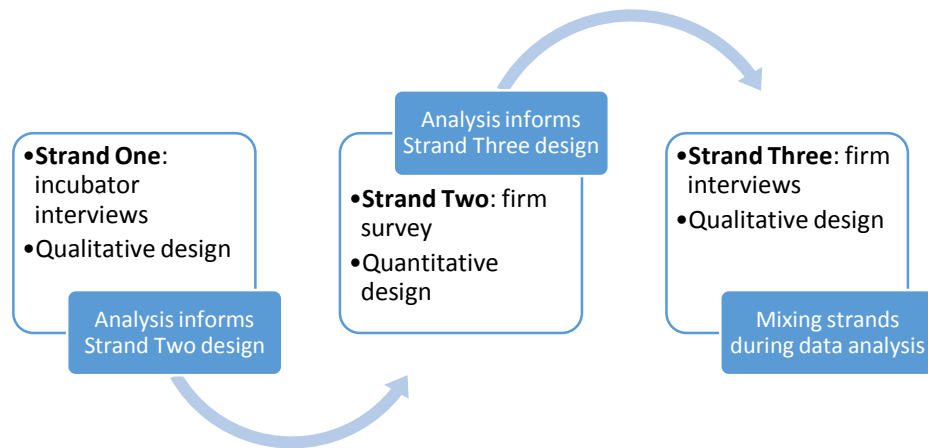 •Strand One:
incubator
interviews
•Qualitative design
Analysis informs
Strand Two design
Analysis informs
Strand Three design
•Strand Two: firm
survey
•Quantitative
design
•Strand Three: firm
interviews
•Qualitative design
Mixing strands
during data analysis